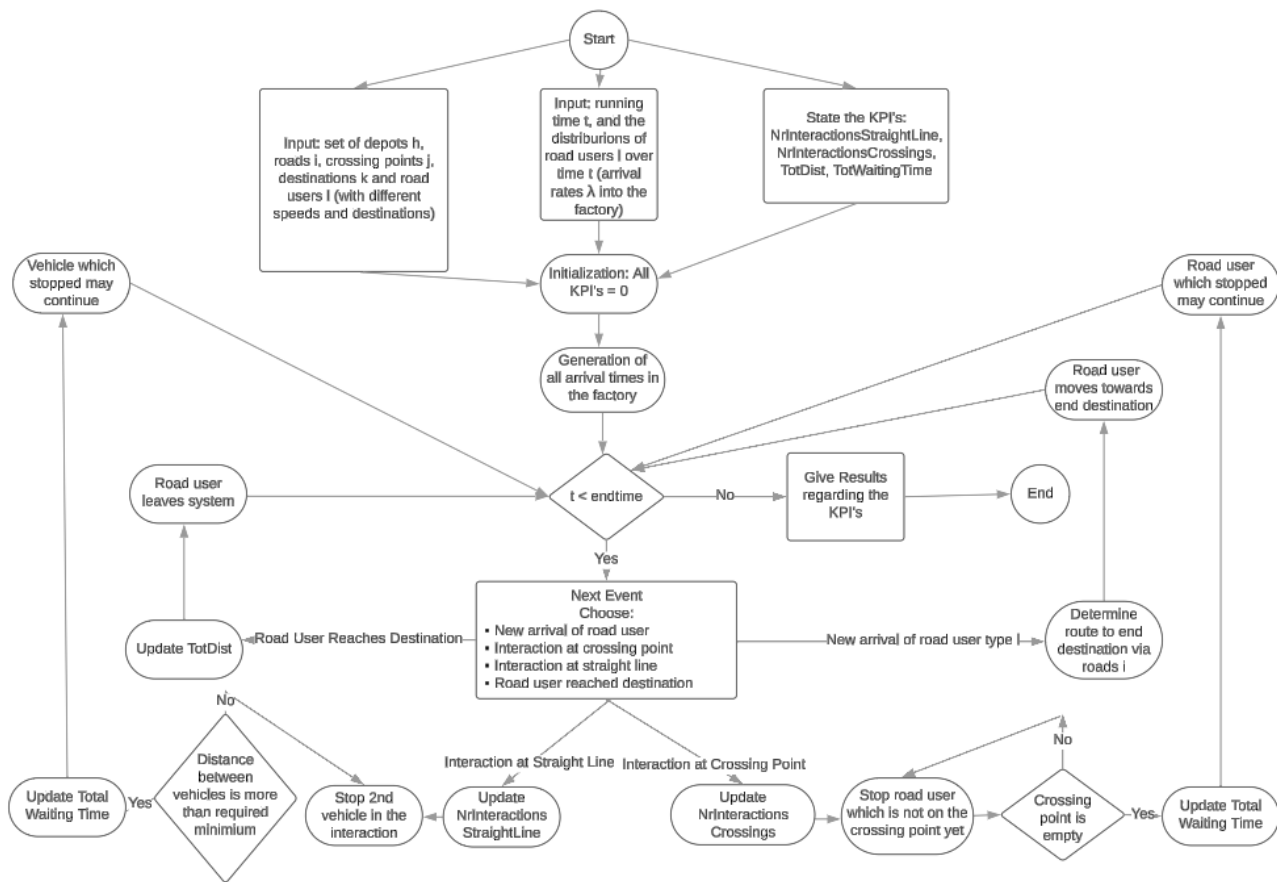 Start
Input: set of depots h,
roads i, crossing points j,
destinations k and road
users l (with different
speeds and destinations)
Input: running
time t, and the
distriburions of
road users l over
time t (arrival
rates λ into the
factory)
State the KPI's:
NrInteractionsStraightLine,
NrInteractionsCrossings,
TotDist, TotWaitingTime
Vehicle which
stopped may
continue
Initialization: All
KPI's = 0
Road user
which stopped
may continue
Generation of
all arrival times in
the factory
Road user
moves towards
end destination
Road user
leaves system
t < endtime
No
Give Results
regarding the
KPI's
End
Yes
Next Event
Choose:
▪ New arrival of road user
▪ Interaction at crossing point
▪ Interaction at straight line
▪ Road user reached destination
Update TotDist
Road User Reaches Destination
New arrival of road user type l
Determine
route to end
destination via
roads i
No
Distance
between
vehicles is more
than required
minimium
Yes
Update Total
Waiting Time
Stop 2nd
vehicle in the
interaction
Interaction at Straight Line
Update
NrInteractions
StraightLine
Interaction at Crossing Point
Update
NrInteractions
Crossings
Stop road user
which is not on the
crossing point yet
No
Crossing
point is
empty
Yes
Update Total
Waiting Time